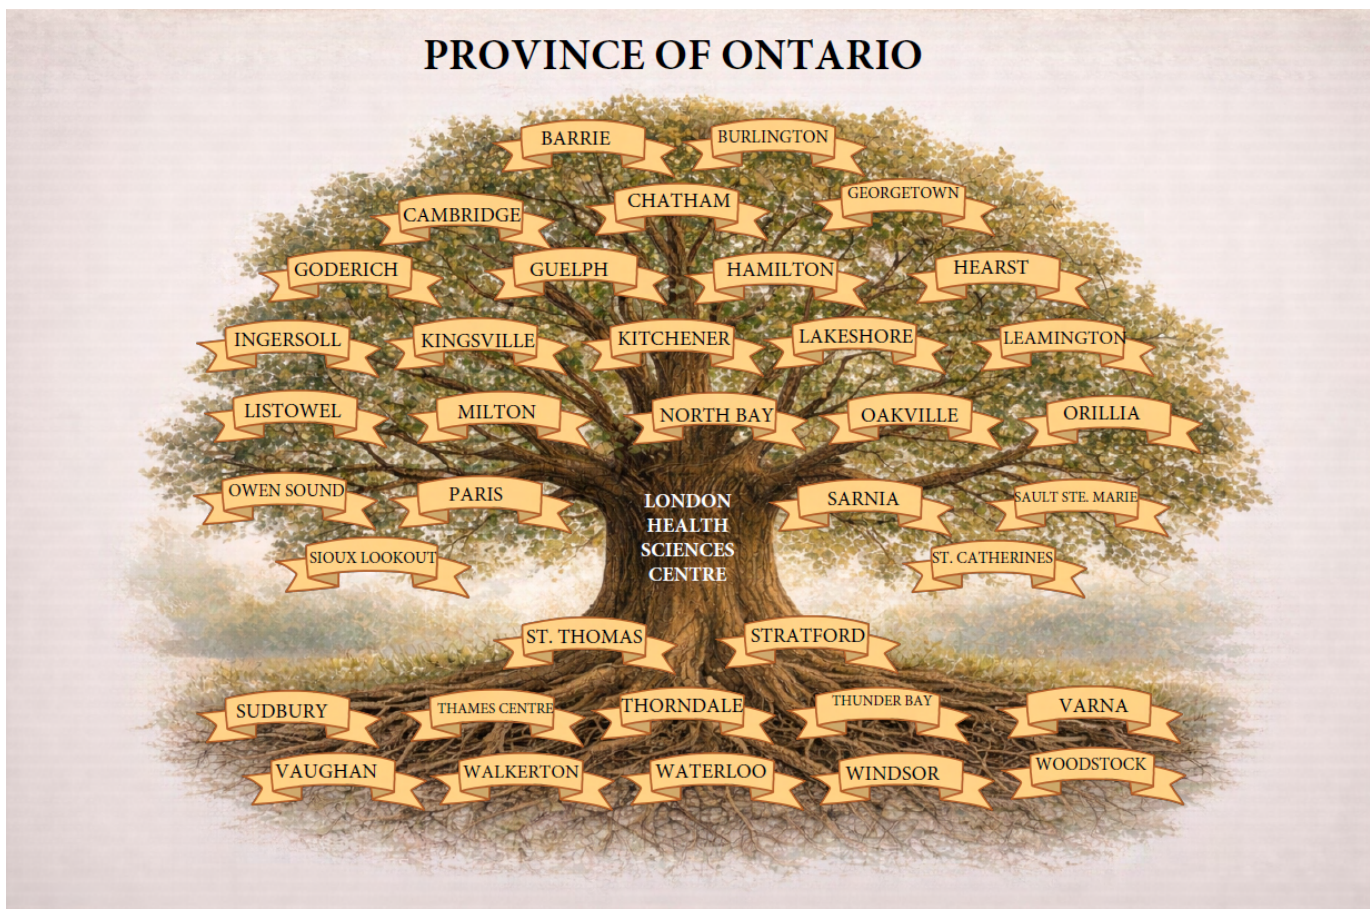 PROVINCE OF ONTARIO
BARRIE
BURLINGTON
CAMBRIDGE
CHATHAM
GEORGETOWN
GODERICH
GUELPH
HAMILTON
HEARST
INGERSOLL
KINGSVILLE
KITCHENER
LAKESHORE
LEAMINGTON
LISTOWEL
MILTON
NORTH BAY
OAKVILLE
ORILLIA
OWEN SOUND
PARIS
LONDON
HEALTH
SCIENCES
CENTRE
SARNIA
SAULT STE. MARIE
SIOUX LOOKOUT
ST. CATHERINES
ST. THOMAS
STRATFORD
SUDBURY
THAMES CENTRE
THORNDALE
THUNDER BAY
VARNA
VAUGHAN
WALKERTON
WATERLOO
WINDSOR
WOODSTOCK